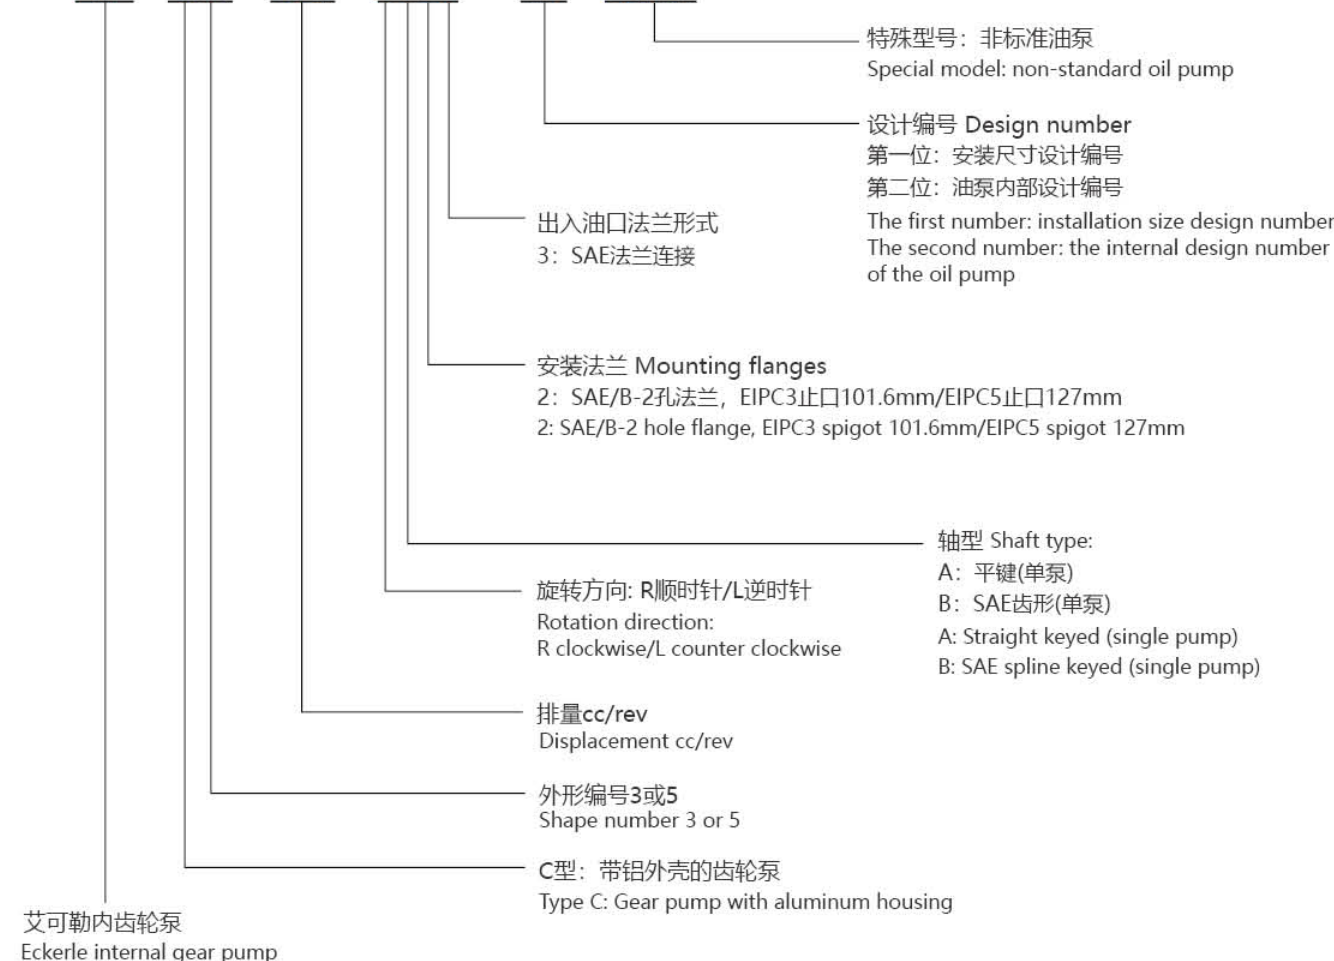 特殊型号：非标准油泵
Special model: non-standard oil pump
设计编号 Design number
第一位：安装尺寸设计编号
第二位：油泵内部设计编号
The first number: installation size design number
The second number: the internal design number
of the oil pump
出入油口法兰形式
3：SAE法兰连接
安装法兰 Mounting flanges
2：SAE/B-2孔法兰，EIPC3止口101.6mm/EIPC5止口127mm
2: SAE/B-2 hole flange, EIPC3 spigot 101.6mm/EIPC5 spigot 127mm
轴型 Shaft type:
A：平键(单泵)
B：SAE齿形(单泵)
A: Straight keyed (single pump)
B: SAE spline keyed (single pump)
旋转方向: R顺时针/L逆时针
Rotation direction:
R clockwise/L counter clockwise
排量cc/rev
Displacement cc/rev
外形编号3或5
Shape number 3 or 5
C型：带铝外壳的齿轮泵
Type C: Gear pump with aluminum housing
艾可勒内齿轮泵
Eckerle internal gear pump